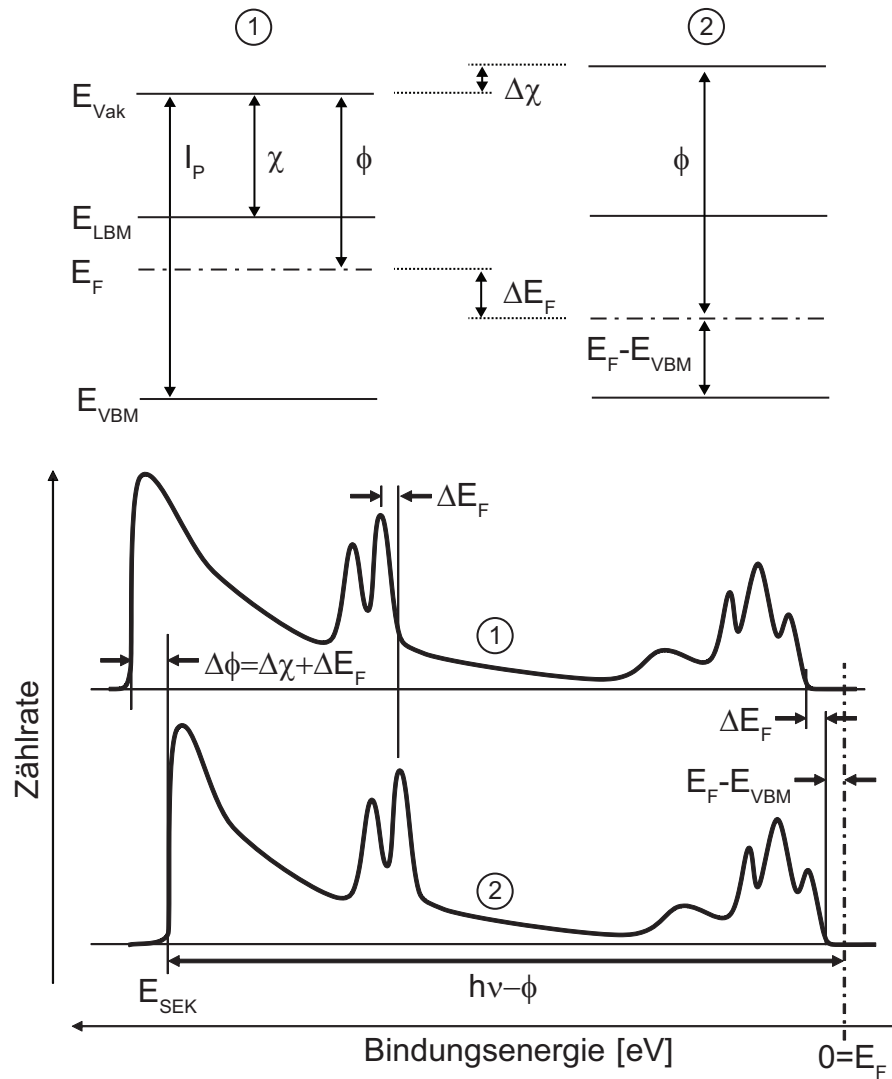 ① ②
E_Vak
Δχ
I_P χ ϕ ϕ
E_LBM
E_F
ΔE_F
E_F-E_VBM
E_VBM
ΔE_F
①
Δϕ=Δχ+ΔE_F
ΔE_F
E_F-E_VBM
Zählrate
②
E_SEK
hν−ϕ
Bindungsenergie [eV]
0=E_F